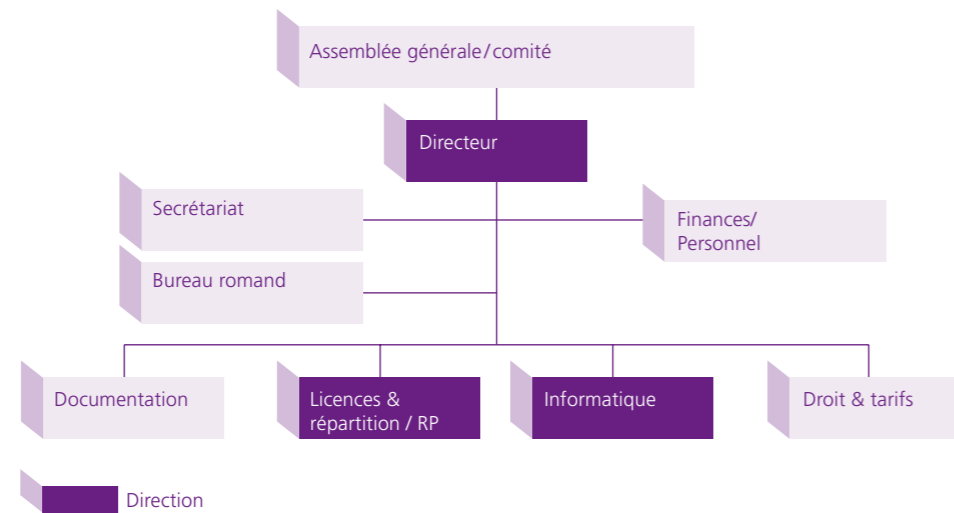 Assemblée générale/comité
Directeur
Secrétariat
Finances/
Personnel
Bureau romand
Documentation
Licences &
répartition / RP
Informatique
Droit & tarifs
Direction